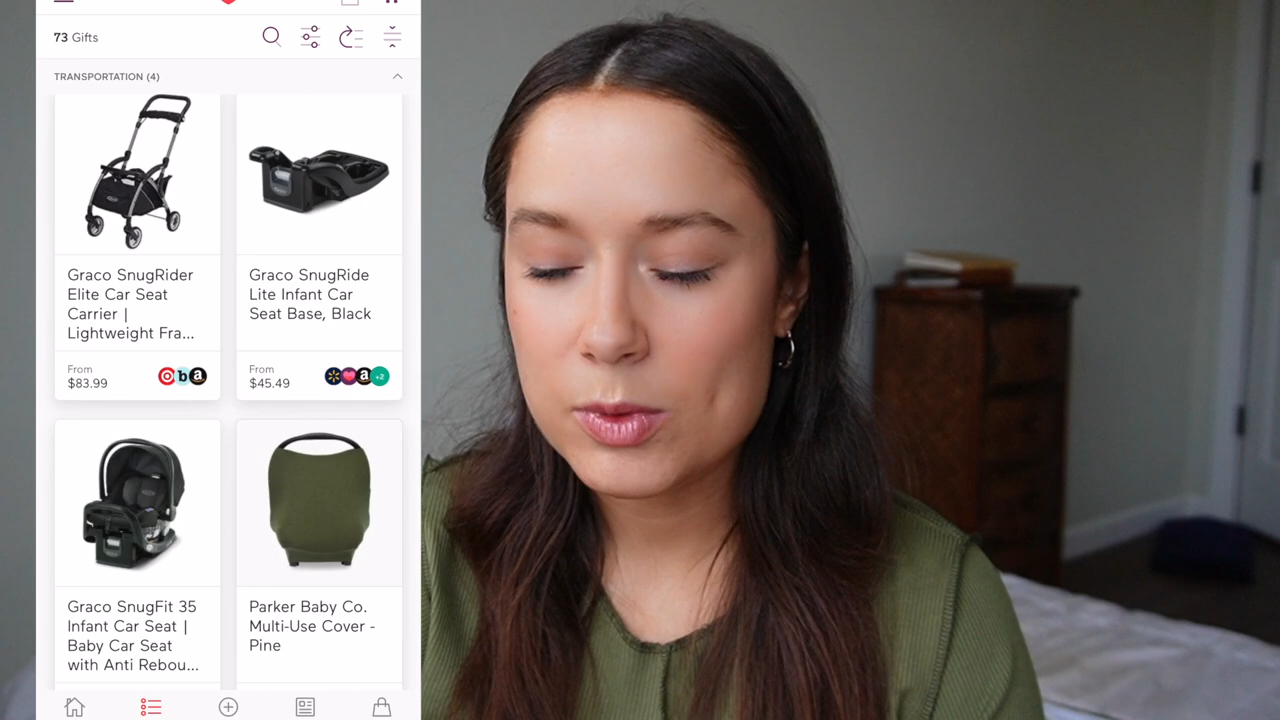 73 Gifts
TRANSPORTATION (4)
Graco SnugRider
Elite Car Seat
Carrier |
Lightweight Fra...
From
$83.99
b a
Graco SnugRide
Lite Infant Car
Seat Base, Black
From
$45.49
a +2
Graco SnugFit 35
Infant Car Seat |
Baby Car Seat
with Anti Rebou...
Parker Baby Co.
Multi-Use Cover -
Pine